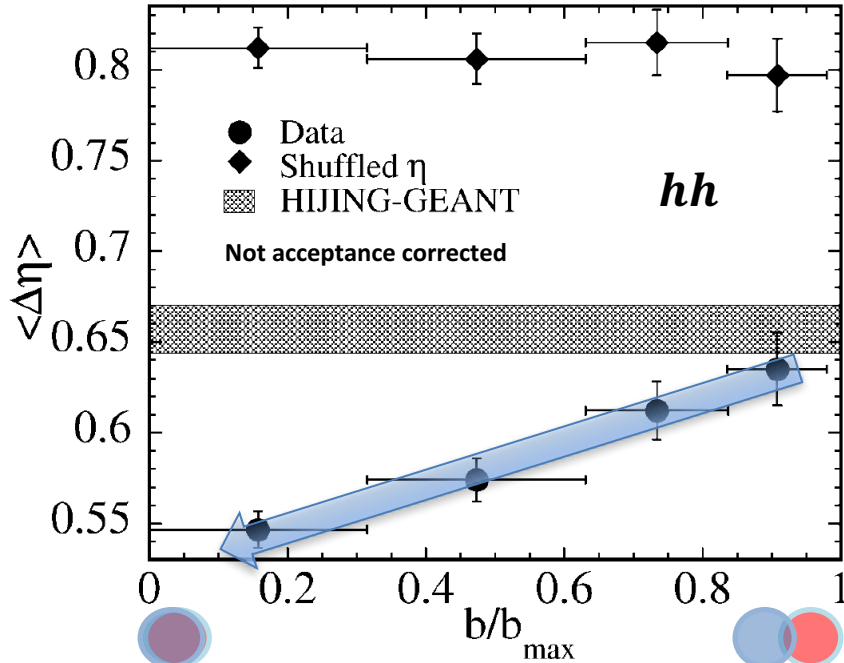 0.8
0.75
0.7
0.65
0.6
0.55
<Δη>
Data
Shuffled η
HIJING-GEANT
Not acceptance corrected
hh
0 0.2 0.4 0.6 0.8 1
b/b_max